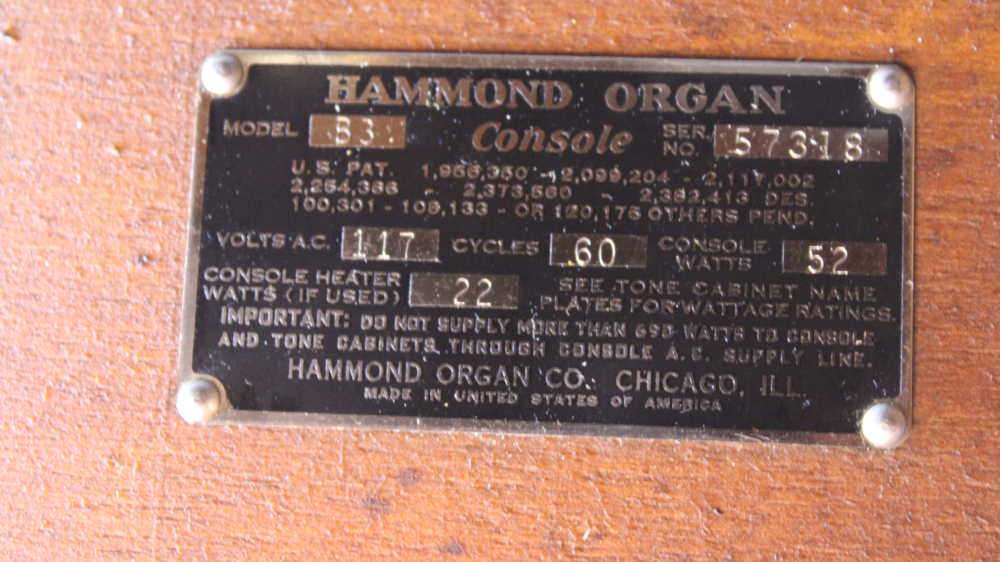 HAMMOND ORGAN
MODEL B3 Console SER. NO. 57318
U. S. PAT. 1,956,350 - 2,099,204 - 2,117,002
2,254,366 - 2,373,560 - 2,382,413 DES.
100,301 - 109,133 - OR 120,175 OTHERS PEND.
VOLTS A.C. 117 CYCLES 60 CONSOLE WATTS 52
CONSOLE HEATER WATTS (IF USED) 22 SEE TONE CABINET NAME PLATES FOR WATTAGE RATINGS.
IMPORTANT: DO NOT SUPPLY MORE THAN 690 WATTS TO CONSOLE
AND TONE CABINETS THROUGH CONSOLE A.C. SUPPLY LINE.
HAMMOND ORGAN CO. CHICAGO, ILL
MADE IN UNITED STATES OF AMERICA